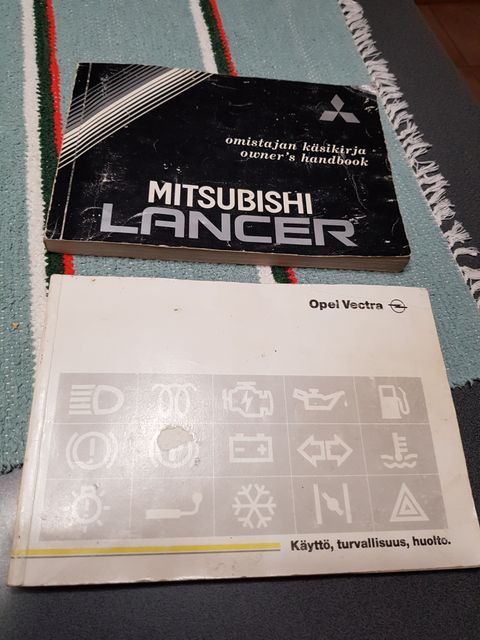 omistajan käsikirja
owner's handbook
MITSUBISHI
LANCER
Opel Vectra
Käyttö, turvallisuus, huolto.